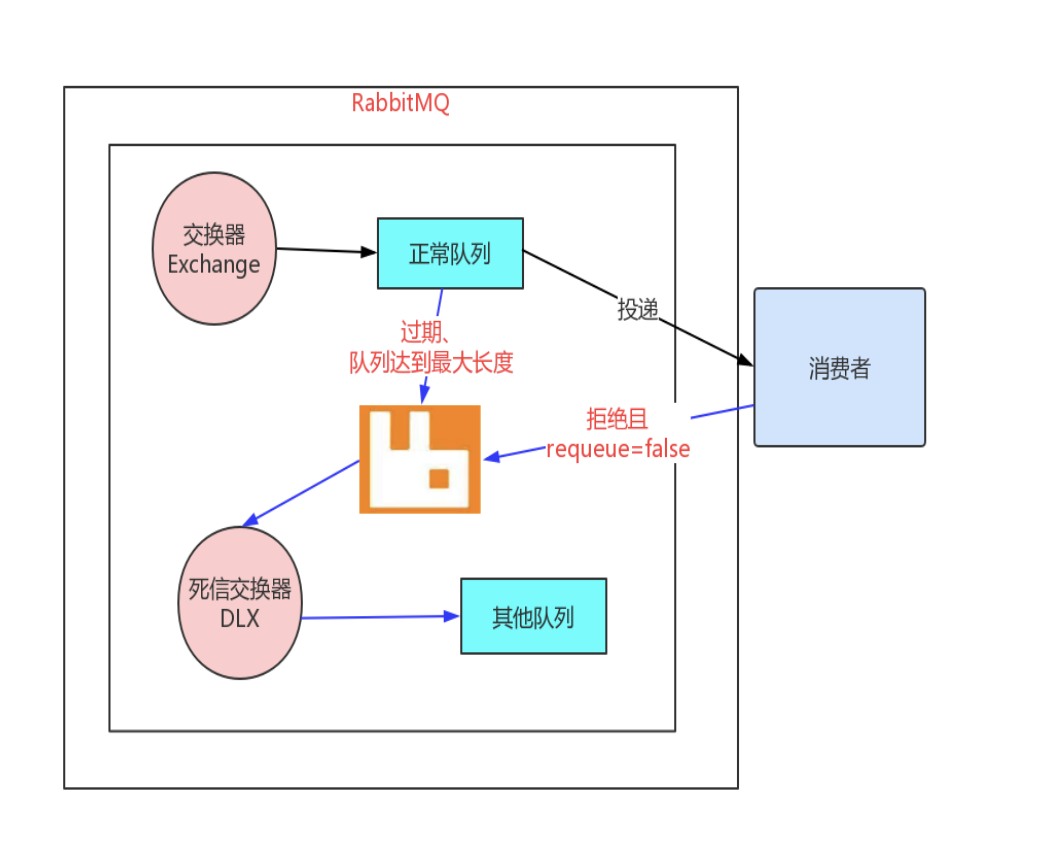 RabbitMQ
交换器
Exchange
正常队列
投递
过期、
队列达到最大长度
消费者
拒绝且
requeue=false
死信交换器
DLX
其他队列